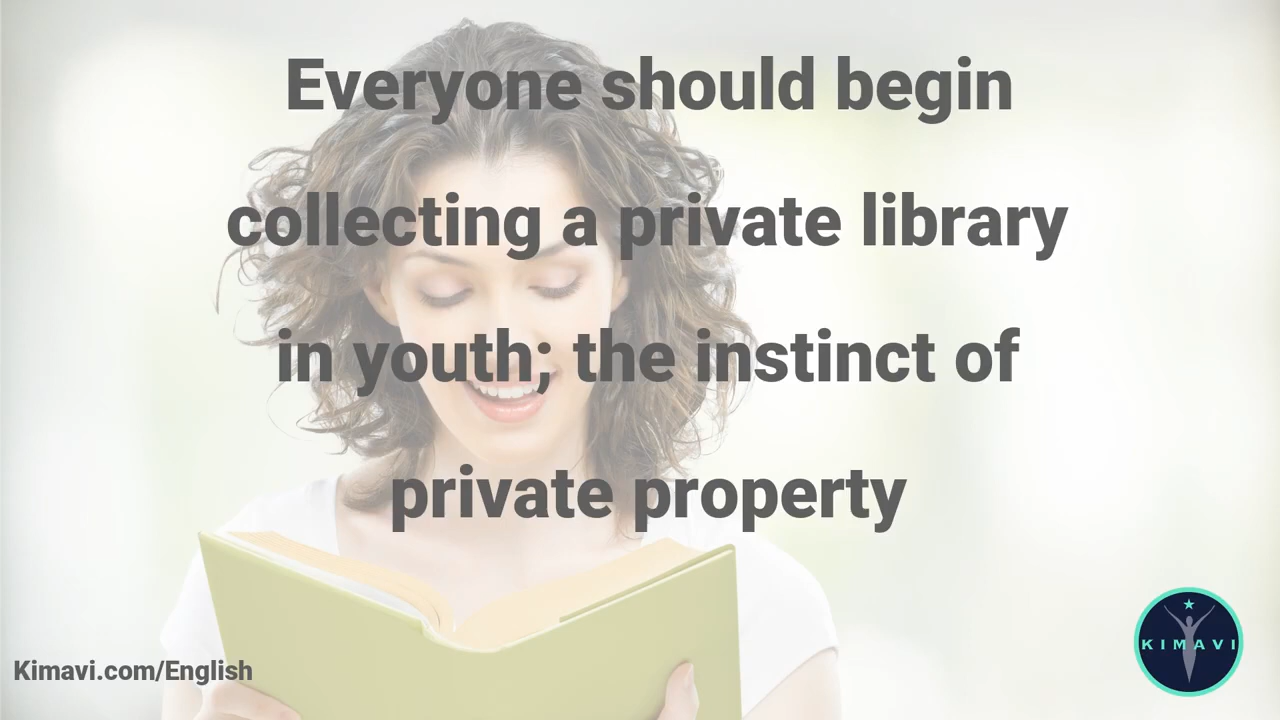 Everyone should begin
collecting a private library
in youth; the instinct of
private property
Kimavi.com/English
KIMAVI